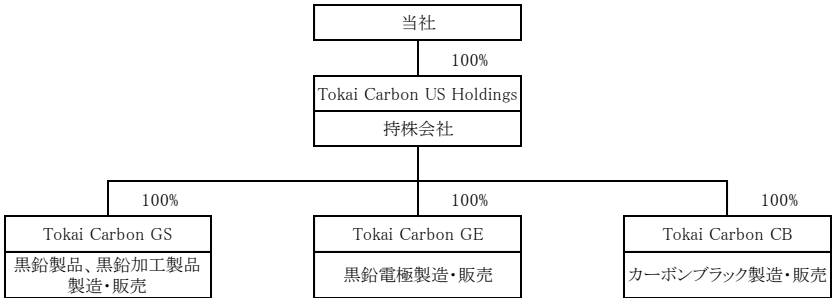 当社
100%
Tokai Carbon US Holdings
持株会社
100%
100%
100%
Tokai Carbon GS
黒鉛製品、黒鉛加工製品
製造・販売
Tokai Carbon GE
黒鉛電極製造・販売
Tokai Carbon CB
カーボンブラック製造・販売